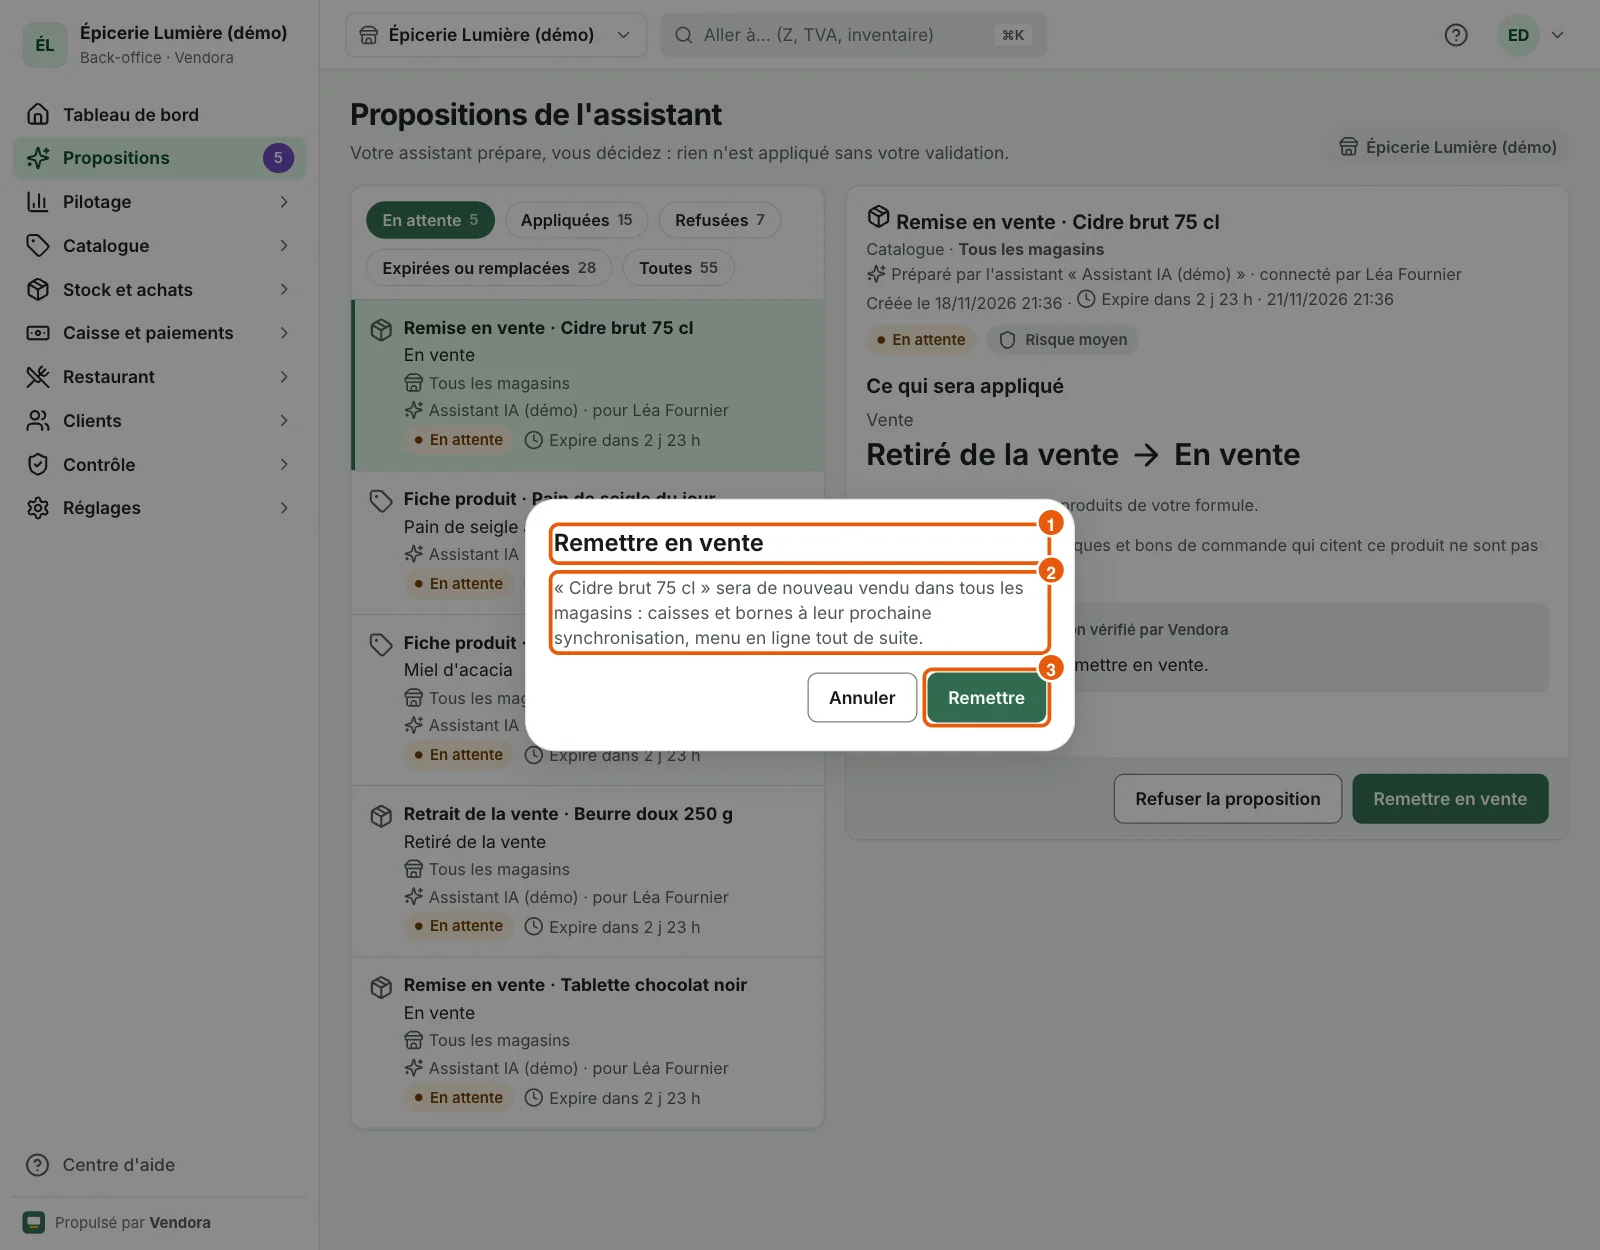 ÉL
Épicerie Lumière (démo)
Back-office · Vendora
Tableau de bord
Propositions 5
Pilotage
Catalogue
Stock et achats
Caisse et paiements
Restaurant
Clients
Contrôle
Réglages
Centre d'aide
Propulsé par Vendora
Épicerie Lumière (démo)
Aller à... (Z, TVA, inventaire) ⌘K
ED
Propositions de l'assistant
Votre assistant prépare, vous décidez : rien n'est appliqué sans votre validation.
Épicerie Lumière (démo)
En attente 5
Appliquées 15
Refusées 7
Expirées ou remplacées 28
Toutes 55
Remise en vente · Cidre brut 75 cl
En vente
Tous les magasins
Assistant IA (démo) · pour Léa Fournier
En attente
Expire dans 2 j 23 h
Fiche produit · Pain de seigle du jour
Pain de seigle
Assistant IA
En attente
Fiche produit ·
Miel d'acacia
Tous les mag
Assistant IA
En attente
Expire dans 2 j 23 h
Retrait de la vente · Beurre doux 250 g
Retiré de la vente
Tous les magasins
Assistant IA (démo) · pour Léa Fournier
En attente
Expire dans 2 j 23 h
Remise en vente · Tablette chocolat noir
En vente
Tous les magasins
Assistant IA (démo) · pour Léa Fournier
En attente
Expire dans 2 j 23 h
Remise en vente · Cidre brut 75 cl
Catalogue · Tous les magasins
Préparé par l'assistant « Assistant IA (démo) » · connecté par Léa Fournier
Créée le 18/11/2026 21:36 · Expire dans 2 j 23 h · 21/11/2026 21:36
En attente
Risque moyen
Ce qui sera appliqué
Vente
Retiré de la vente → En vente
produits de votre formule.
ques et bons de commande qui citent ce produit ne sont pas
n vérifié par Vendora
mettre en vente.
Refuser la proposition
Remettre en vente
1
Remettre en vente
2
« Cidre brut 75 cl » sera de nouveau vendu dans tous les
magasins : caisses et bornes à leur prochaine
synchronisation, menu en ligne tout de suite.
3
Annuler
Remettre